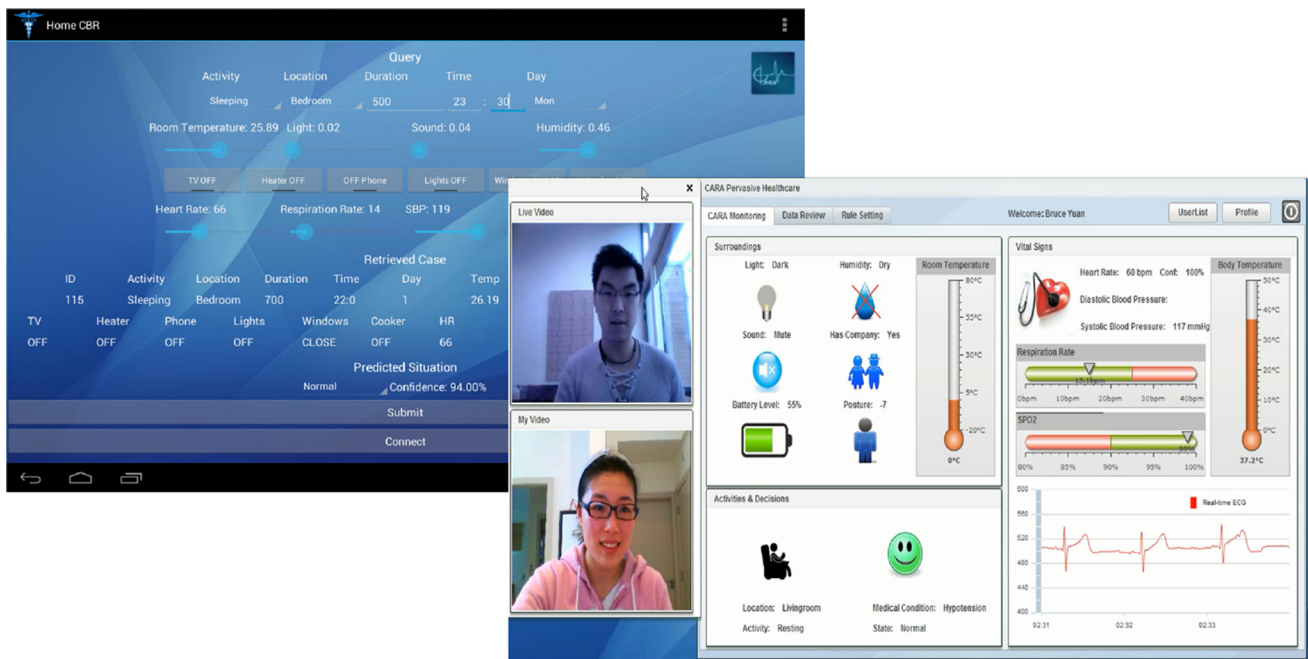 Home CBR
Query
Activity Location Duration Time Day
Sleeping Bedroom 500 23 : 30 Mon
Room Temperature: 25.89 Light: 0.02 Sound: 0.04 Humidity: 0.46
TV OFF Heater OFF OFF Phone Lights OFF
Heart Rate: 66 Respiration Rate: 14 SBP: 119
Retrieved Case
ID Activity Location Duration Time Day Temp
115 Sleeping Bedroom 700 22:0 1 26.19
TV Heater Phone Lights Windows Cooker HR
OFF OFF OFF OFF CLOSE OFF 66
Predicted Situation
Normal Confidence: 94.00%
Submit
Connect
x
Live Video
My Video
CARA Pervasive Healthcare
CARA Monitoring Data Review Rule Setting Welcome: Bruce Yuan UserList Profile
Surroundings
Light: Dark Humidity: Dry
Sound: Mute Has Company: Yes
Battery Level: 55% Posture: -7
Room Temperature
80°C
55°C
30°C
5°C
-20°C
0°C
Activities & Decisions
Location: Livingroom Medical Condition: Hypotension
Activity: Resting State: Normal
Vital Signs
Heart Rate: 60 bpm Conf: 100%
Diastolic Blood Pressure:
Systolic Blood Pressure: 117 mmHg
Respiration Rate
0bpm 10bpm 20bpm 30bpm 40bpm
SPO2
80% 85% 90% 95% 100%
Body Temperature
50°C
40°C
30°C
20°C
10°C
0°C
37.2°C
Real-time ECG
600
560
520
480
440
400
02:31 02:32 02:33